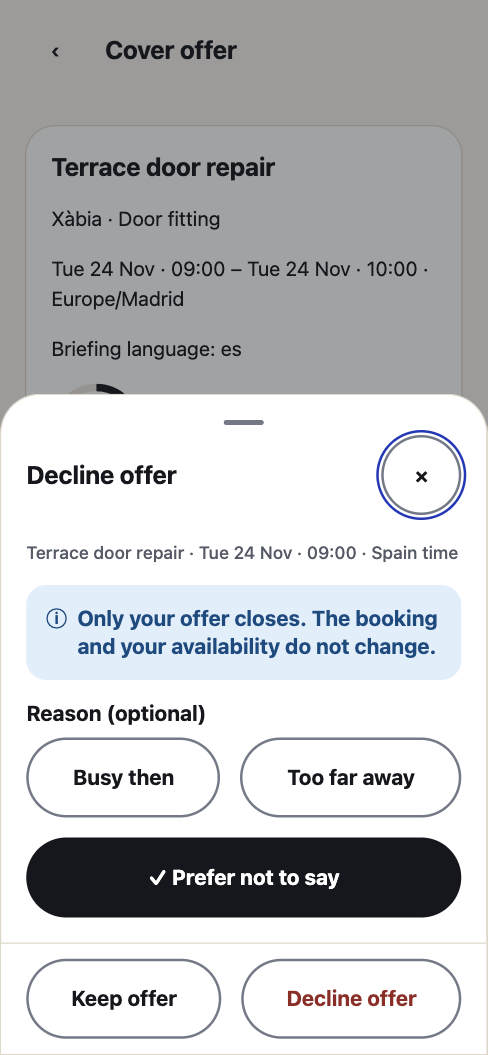 ‹ Cover offer
Terrace door repair
Xàbia · Door fitting
Tue 24 Nov · 09:00 – Tue 24 Nov · 10:00 ·
Europe/Madrid
Briefing language: es
Decline offer ×
Terrace door repair · Tue 24 Nov · 09:00 · Spain time
Only your offer closes. The booking
and your availability do not change.
Reason (optional)
Busy then
Too far away
✓ Prefer not to say
Keep offer
Decline offer